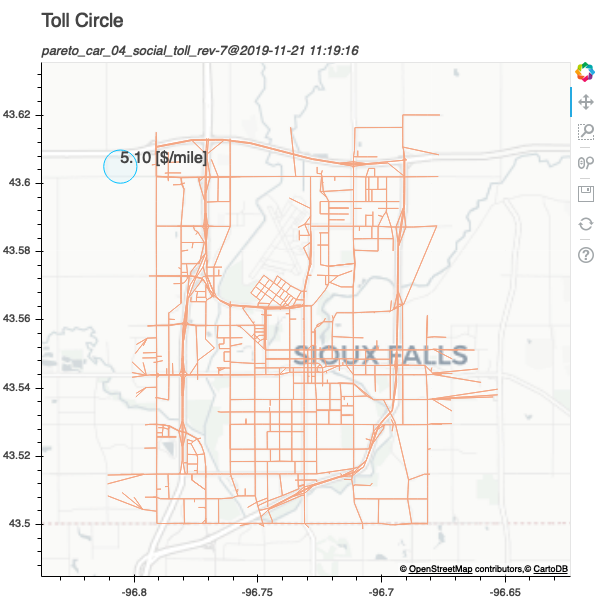 Toll Circle
pareto_car_04_social_toll_rev-7@2019-11-21 11:19:16
43.62
5.10 [$/mile]
43.6
43.58
43.56
SIOUX FALLS
43.54
43.52
43.5
© OpenStreetMap contributors,© CartoDB
-96.8
-96.75
-96.7
-96.65